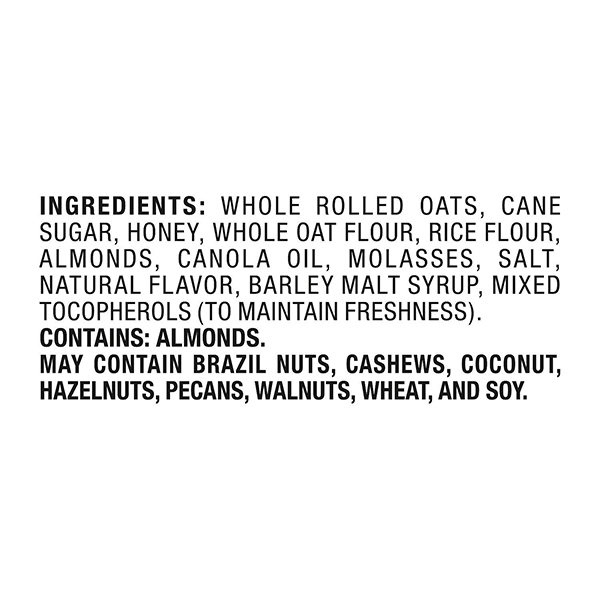 INGREDIENTS: WHOLE ROLLED OATS, CANE
SUGAR, HONEY, WHOLE OAT FLOUR, RICE FLOUR,
ALMONDS, CANOLA OIL, MOLASSES, SALT,
NATURAL FLAVOR, BARLEY MALT SYRUP, MIXED
TOCOPHEROLS (TO MAINTAIN FRESHNESS).
CONTAINS: ALMONDS.
MAY CONTAIN BRAZIL NUTS, CASHEWS, COCONUT,
HAZELNUTS, PECANS, WALNUTS, WHEAT, AND SOY.